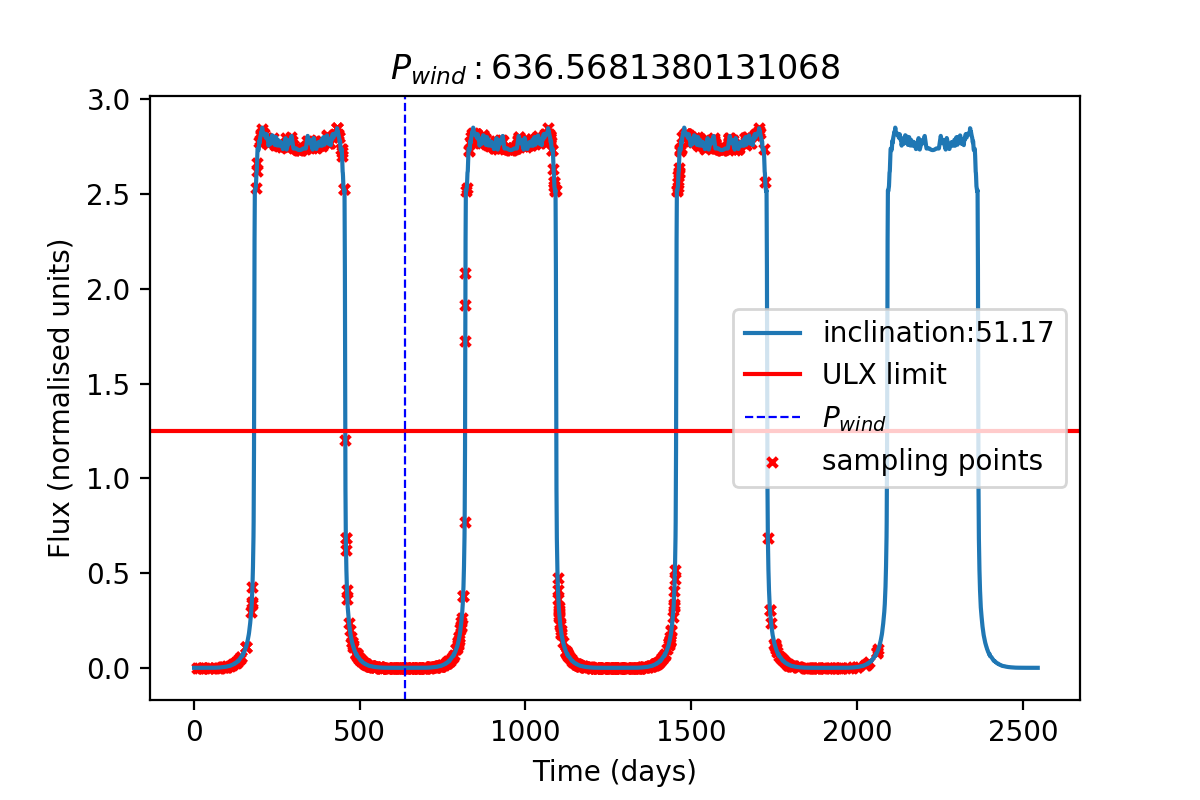 P_wind : 636.5681380131068
3.0
2.5
2.0
1.5
1.0
0.5
0.0
Flux (normalised units)
inclination:51.17
ULX limit
P_wind
sampling points
0 500 1000 1500 2000 2500
Time (days)